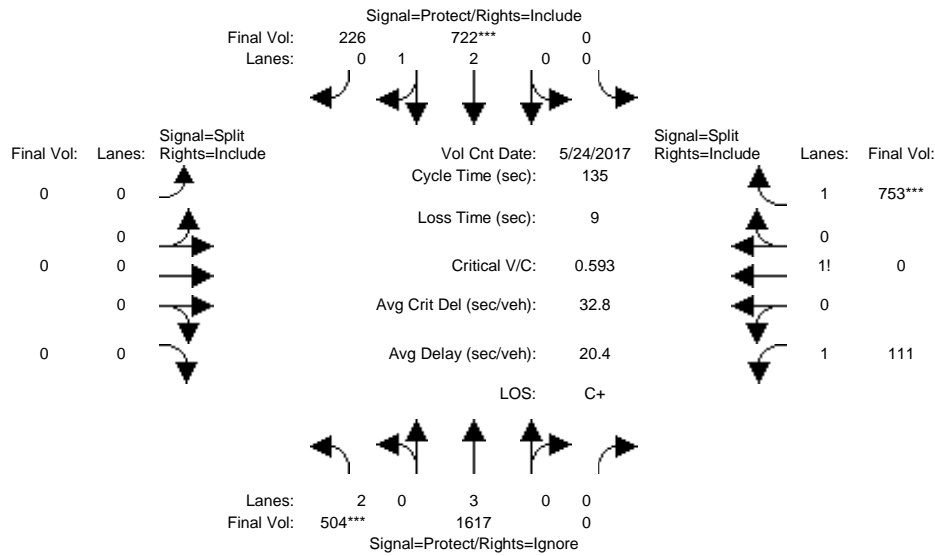 Signal=Protect/Rights=Include
Final Vol: 226 722*** 0
Lanes: 0 1 2 0 0
Signal=Split Signal=Split
Final Vol: Lanes: Rights=Include Vol Cnt Date: 5/24/2017 Rights=Include Lanes: Final Vol:
Cycle Time (sec): 135
0 0 1 753***
Loss Time (sec): 9
0 0
0 0 Critical V/C: 0.593 1! 0
0 Avg Crit Del (sec/veh): 32.8 0
0 0 Avg Delay (sec/veh): 20.4 1 111
LOS: C+
Lanes: 2 0 3 0 0
Final Vol: 504*** 1617 0
Signal=Protect/Rights=Ignore